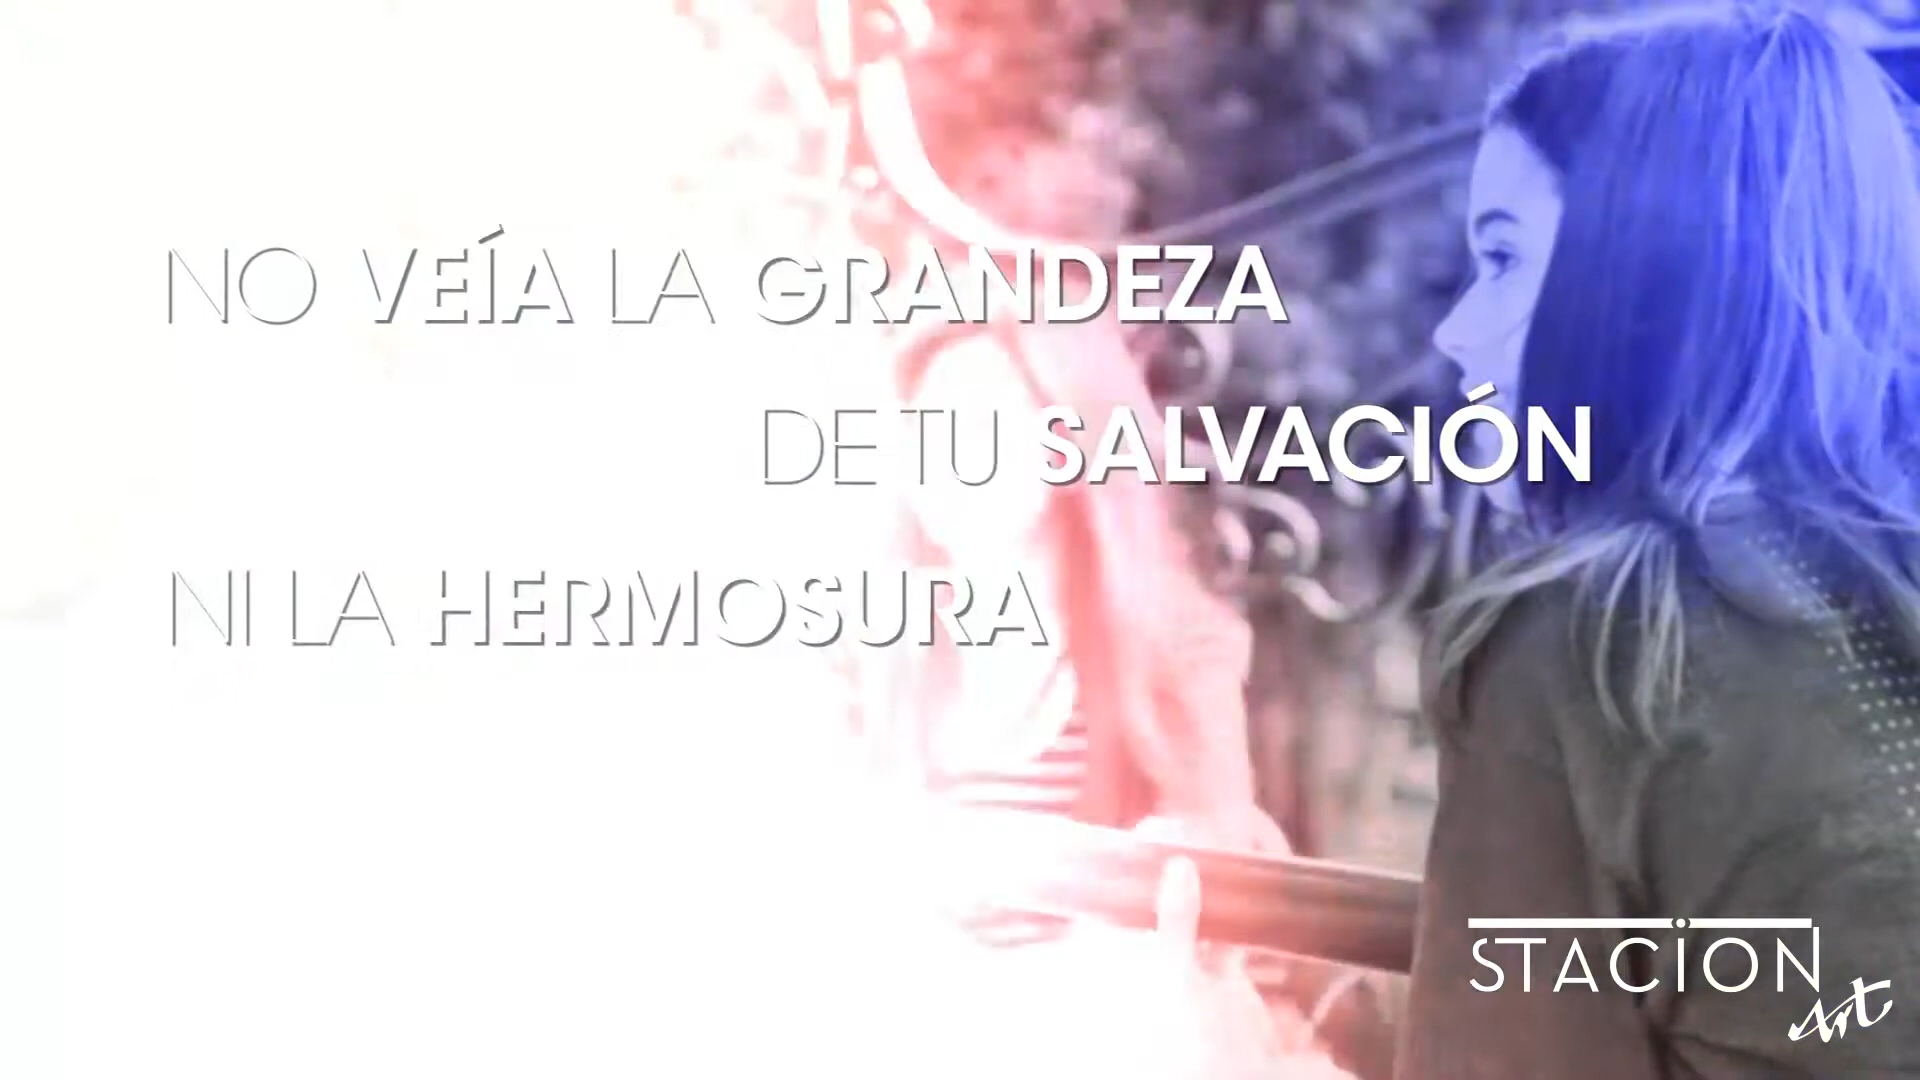 NO VEÍA LA GRANDEZA
DE TU SALVACIÓN
NI LA HERMOSURA
STACION
Art